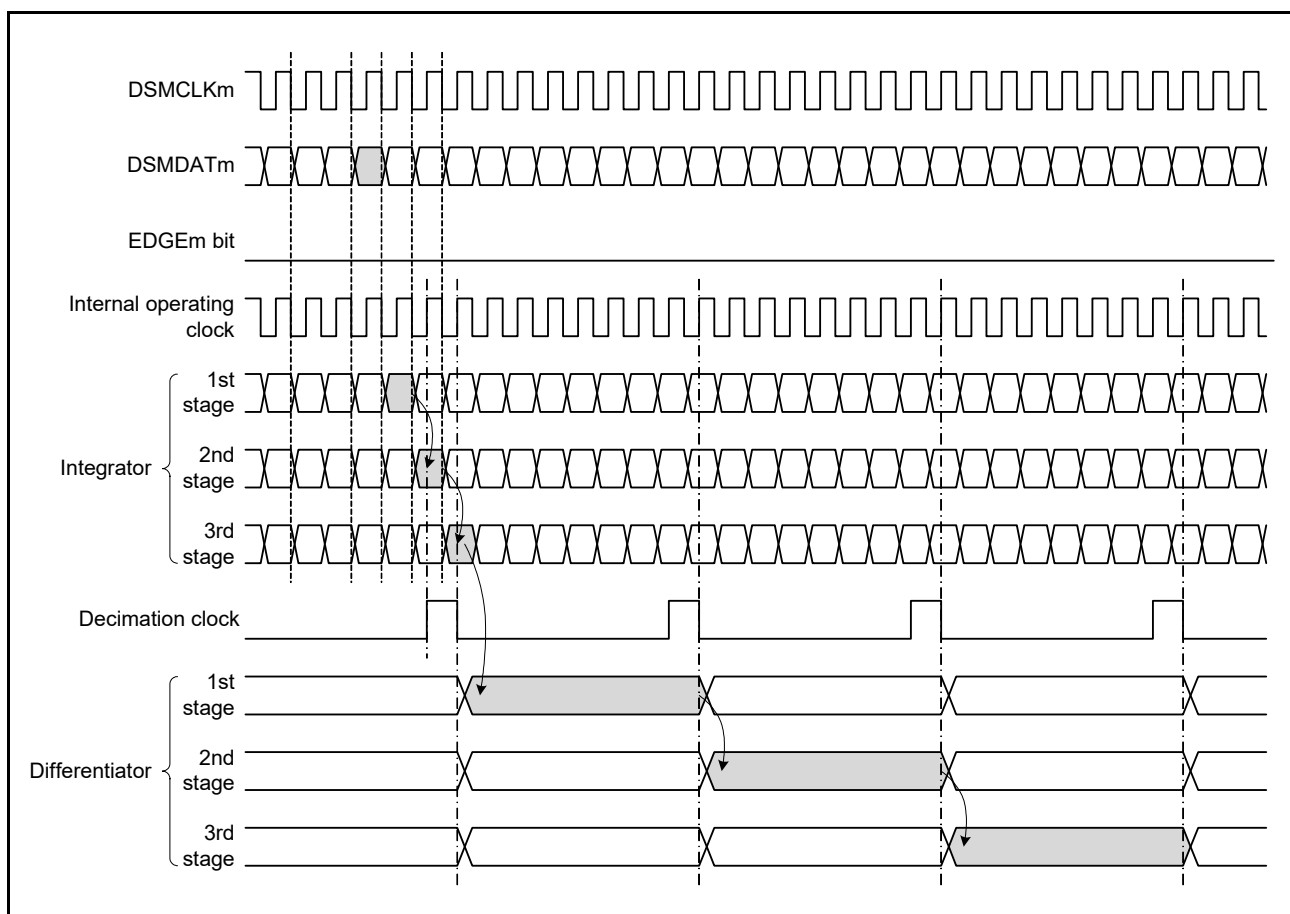 DSMCLKm
DSMDATm
EDGEm bit
Internal operating
clock
Integrator
1st
stage
2nd
stage
3rd
stage
Decimation clock
Differentiator
1st
stage
2nd
stage
3rd
stage